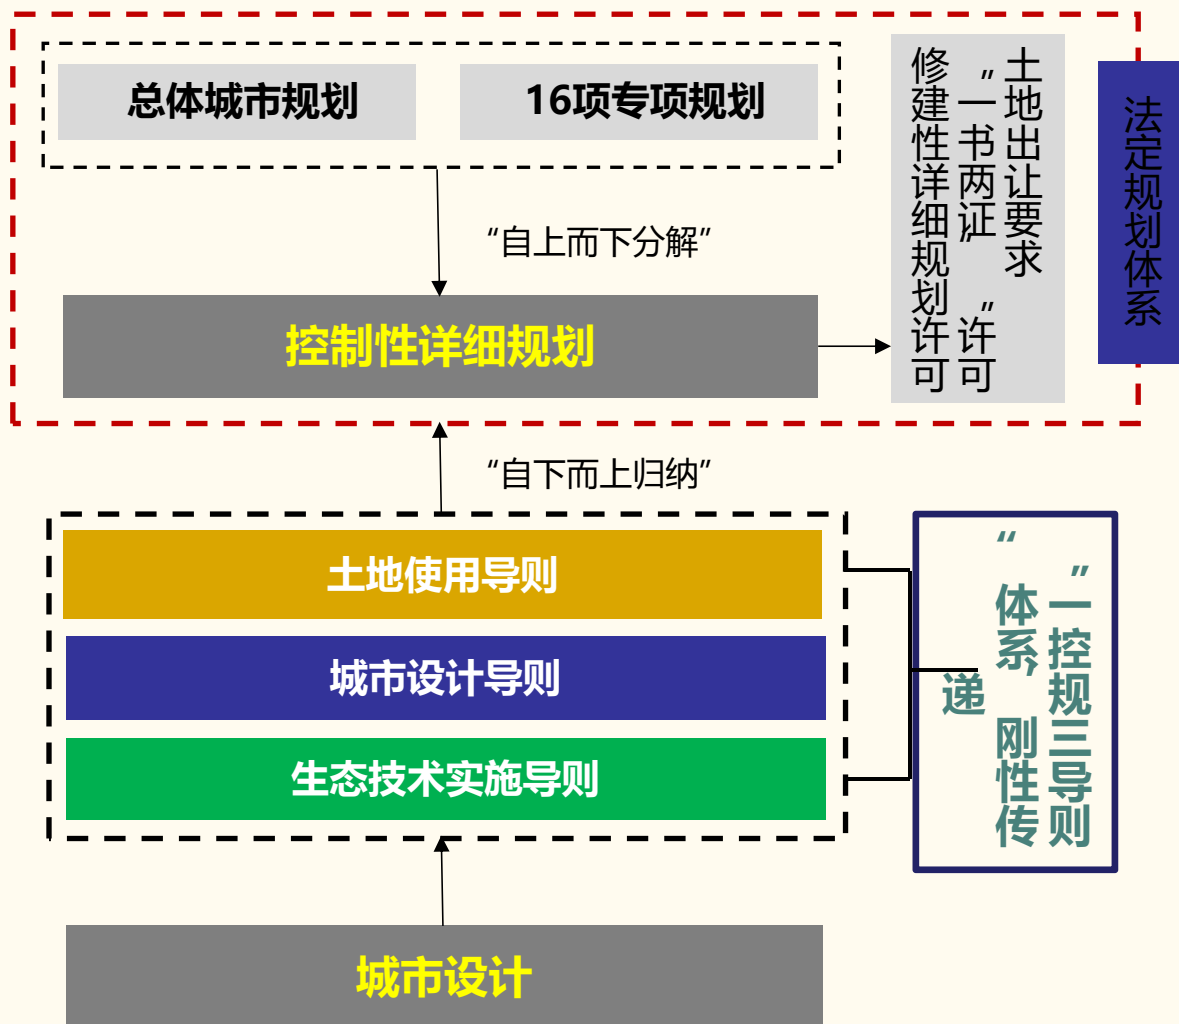 总体城市规划
16项专项规划
土地出让要求
“一书两证”许可
修建性详细规划许可
法定规划体系
“自上而下分解”
控制性详细规划
“自下而上归纳”
土地使用导则
城市设计导则
生态技术实施导则
“一控规三导则
”体系，刚性传
递
城市设计